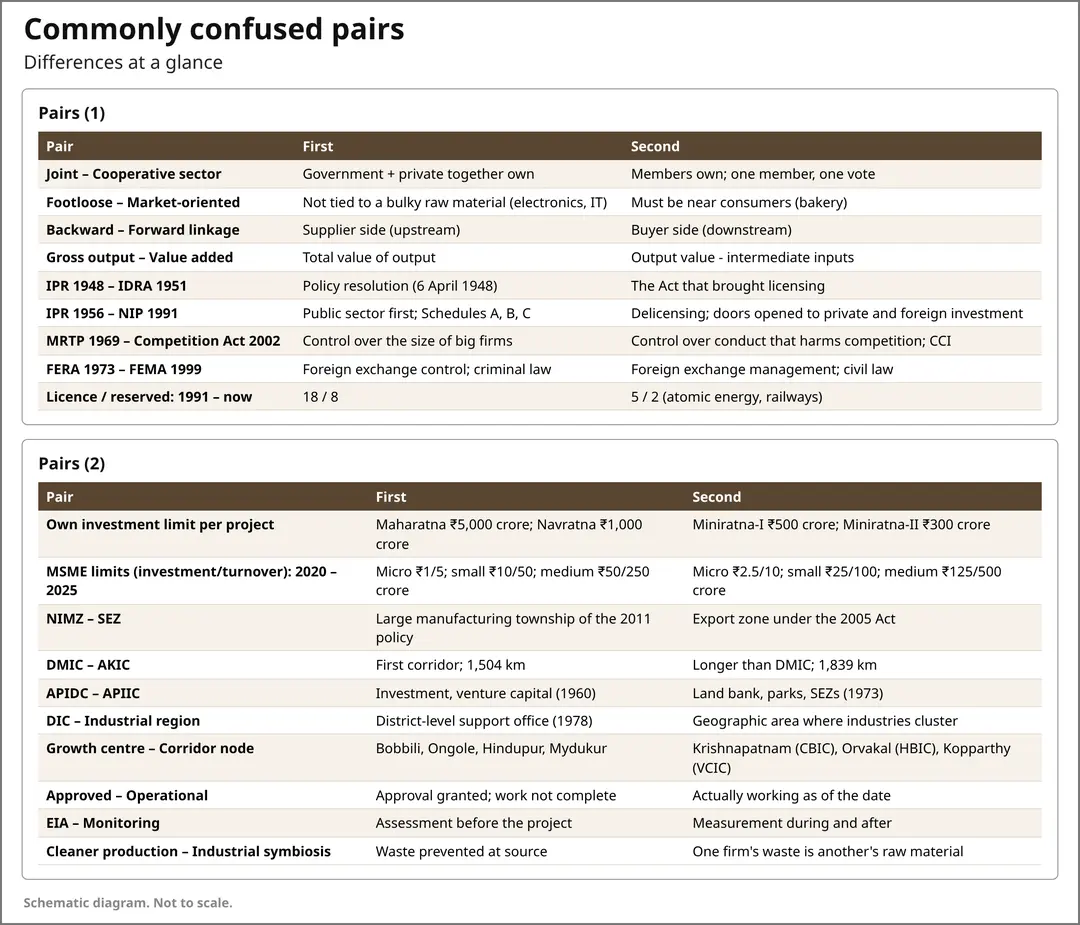 Commonly confused pairs
Differences at a glance
Pairs (1)
Pair First Second
Joint – Cooperative sector Government + private together own Members own; one member, one vote
Footloose – Market-oriented Not tied to a bulky raw material (electronics, IT) Must be near consumers (bakery)
Backward – Forward linkage Supplier side (upstream) Buyer side (downstream)
Gross output – Value added Total value of output Output value - intermediate inputs
IPR 1948 – IDRA 1951 Policy resolution (6 April 1948) The Act that brought licensing
IPR 1956 – NIP 1991 Public sector first; Schedules A, B, C Delicensing; doors opened to private and foreign investment
MRTP 1969 – Competition Act 2002 Control over the size of big firms Control over conduct that harms competition; CCI
FERA 1973 – FEMA 1999 Foreign exchange control; criminal law Foreign exchange management; civil law
Licence / reserved: 1991 – now 18 / 8 5 / 2 (atomic energy, railways)
Pairs (2)
Pair First Second
Own investment limit per project Maharatna ₹5,000 crore; Navratna ₹1,000 Miniratna-I ₹500 crore; Miniratna-II ₹300 crore
crore
MSME limits (investment/turnover): 2020 – Micro ₹1/5; small ₹10/50; medium ₹50/250 Micro ₹2.5/10; small ₹25/100; medium ₹125/500
2025 crore crore
NIMZ – SEZ Large manufacturing township of the 2011 Export zone under the 2005 Act
policy
DMIC – AKIC First corridor; 1,504 km Longer than DMIC; 1,839 km
APIDC – APIIC Investment, venture capital (1960) Land bank, parks, SEZs (1973)
DIC – Industrial region District-level support office (1978) Geographic area where industries cluster
Growth centre – Corridor node Bobbili, Ongole, Hindupur, Mydukur Krishnapatnam (CBIC), Orvakal (HBIC), Kopparthy
(VCIC)
Approved – Operational Approval granted; work not complete Actually working as of the date
EIA – Monitoring Assessment before the project Measurement during and after
Cleaner production – Industrial symbiosis Waste prevented at source One firm's waste is another's raw material
Schematic diagram. Not to scale.